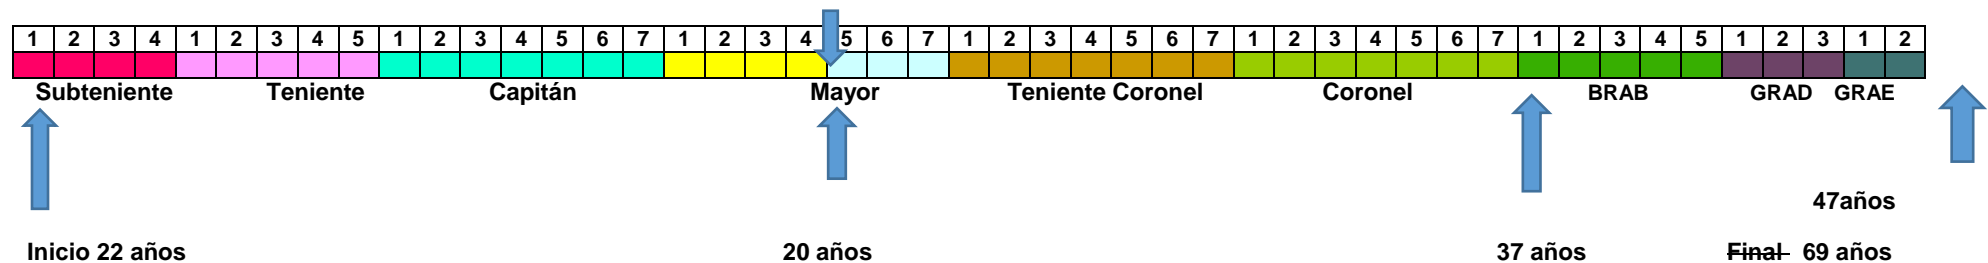 1 2 3 4 1 2 3 4 5 1 2 3 4 5 6 7 1 2 3 4 5 6 7 1 2 3 4 5 6 7 1 2 3 4 5 6 7 1 2 3 4 5 1 2 3 1 2
Subteniente Teniente Capitán Mayor Teniente Coronel Coronel BRAB GRAD GRAE
47años
Inicio 22 años 20 años 37 años Final 69 años